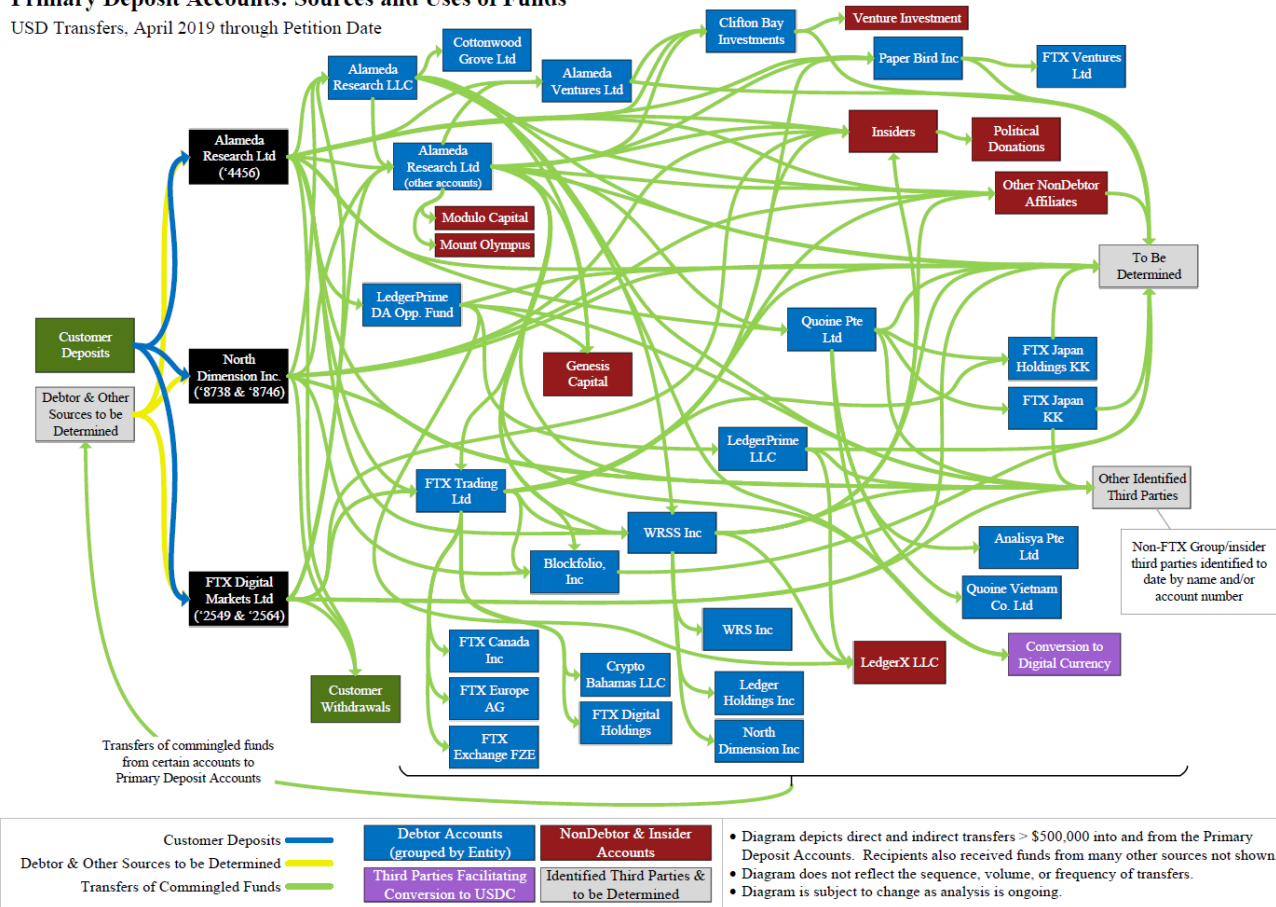 Primary Deposit Accounts: Sources and Uses of Funds
USD Transfers, April 2019 through Petition Date
Clifton Bay
Investments
Venture Investment
Cottonwood
Grove Ltd
Paper Bird Inc
FTX Ventures
Ltd
Alameda
Research LLC
Alameda
Ventures Ltd
Alameda
Research Ltd
(‘4456)
Insiders
Political
Donations
Alameda
Research Ltd
(other accounts)
Other NonDebtor
Affiliates
Modulo Capital
Mount Olympus
To Be
Determined
LedgerPrime
DA Opp. Fund
Quoine Pte
Ltd
Customer
Deposits
North
Dimension Inc.
(‘8738 & ‘8746)
Genesis
Capital
FTX Japan
Holdings KK
Debtor & Other
Sources to be
Determined
FTX Japan
KK
LedgerPrime
LLC
FTX Trading
Ltd
Other Identified
Third Parties
WRSS Inc
Analisya Pte
Ltd
Non-FTX Group/insider
third parties identified to
date by name and/or
account number
Blockfolio,
Inc
FTX Digital
Markets Ltd
(‘2549 & ‘2564)
Quoine Vietnam
Co. Ltd
WRS Inc
FTX Canada
Inc
Conversion to
Digital Currency
LedgerX LLC
Crypto
Bahamas LLC
Customer
Withdrawals
FTX Europe
AG
Ledger
Holdings Inc
FTX Digital
Holdings
FTX
Exchange FZE
North
Dimension Inc
Transfers of commingled funds
from certain accounts to
Primary Deposit Accounts
Customer Deposits
Debtor & Other Sources to be Determined
Transfers of Commingled Funds
Debtor Accounts
(grouped by Entity)
NonDebtor & Insider
Accounts
Third Parties Facilitating
Conversion to USDC
Identified Third Parties &
to be Determined
• Diagram depicts direct and indirect transfers > $500,000 into and from the Primary
Deposit Accounts. Recipients also received funds from many other sources not shown.
• Diagram does not reflect the sequence, volume, or frequency of transfers.
• Diagram is subject to change as analysis is ongoing.